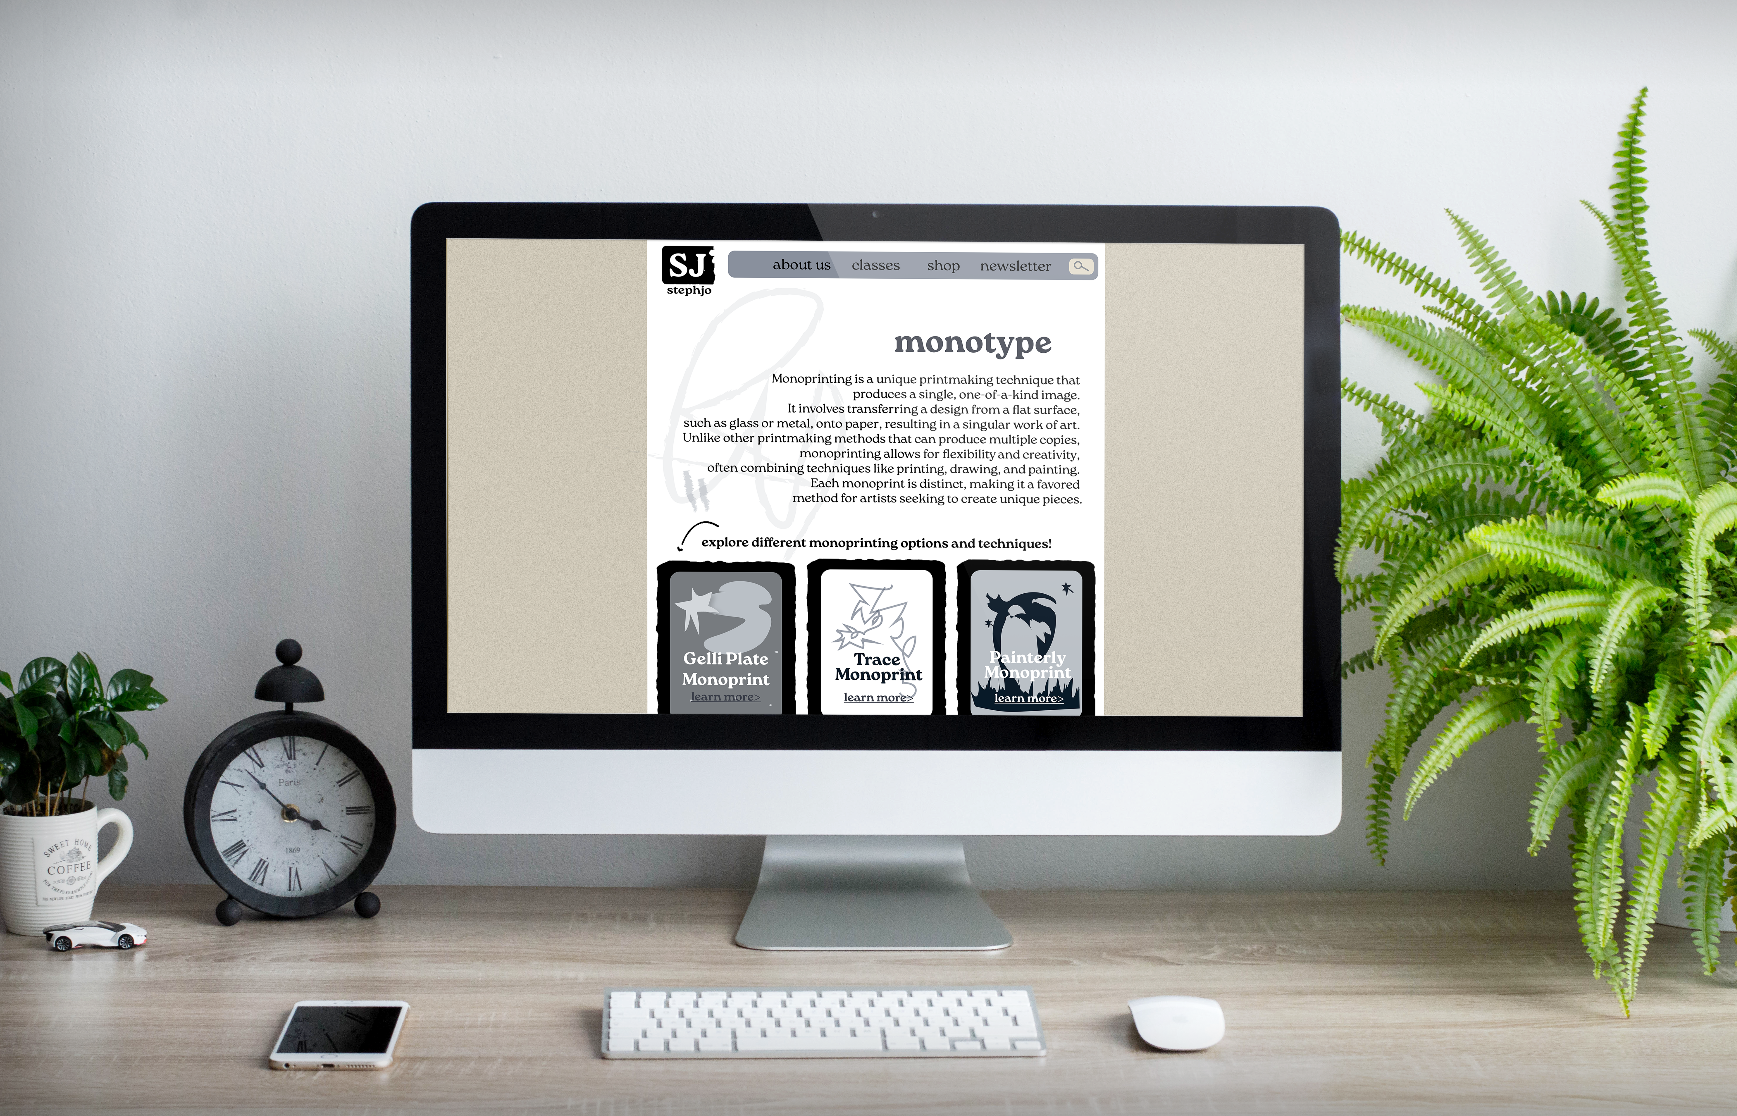 SJ
stephjo
about us classes shop newsletter
monotype
Monoprinting is a unique printmaking technique that
produces a single, one-of-a-kind image.
It involves transferring a design from a flat surface,
such as glass or metal, onto paper, resulting in a singular work of art.
Unlike other printmaking methods that can produce multiple copies,
monoprinting allows for flexibility and creativity,
often combining techniques like printing, drawing, and painting.
Each monoprint is distinct, making it a favored
method for artists seeking to create unique pieces.
explore different monoprinting options and techniques!
Gelli Plate
Monoprint
learn more>
Trace
Monoprint
learn more>
Painterly
Monoprint
learn more>
Paris
1869
SWEET HOME
COFFEE